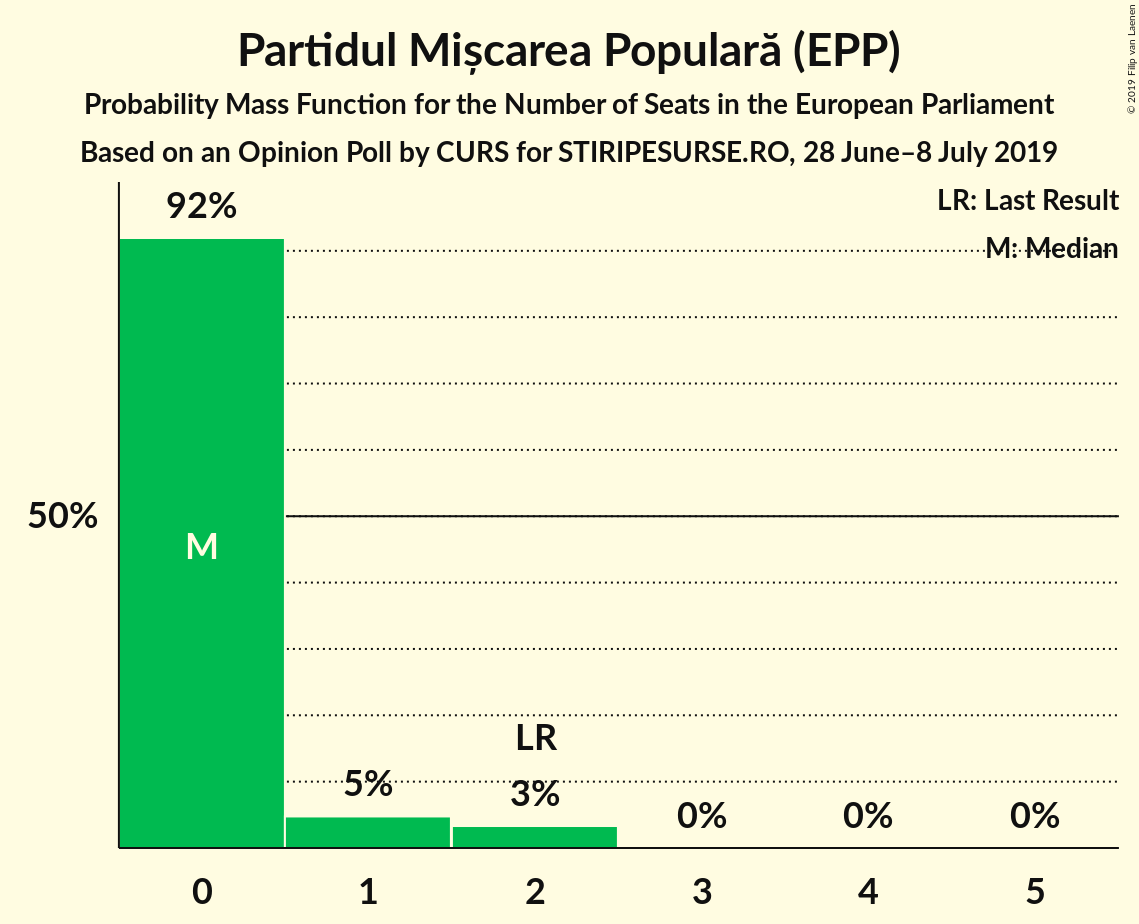 Partidul Mișcarea Populară (EPP)
Probability Mass Function for the Number of Seats in the European Parliament
Based on an Opinion Poll by CURS for STIRIPESURSE.RO, 28 June–8 July 2019
© 2019 Filip van Laenen
LR: Last Result
M: Median
92%
50%
M
LR
5%
3%
0%
0%
0%
0
1
2
3
4
5